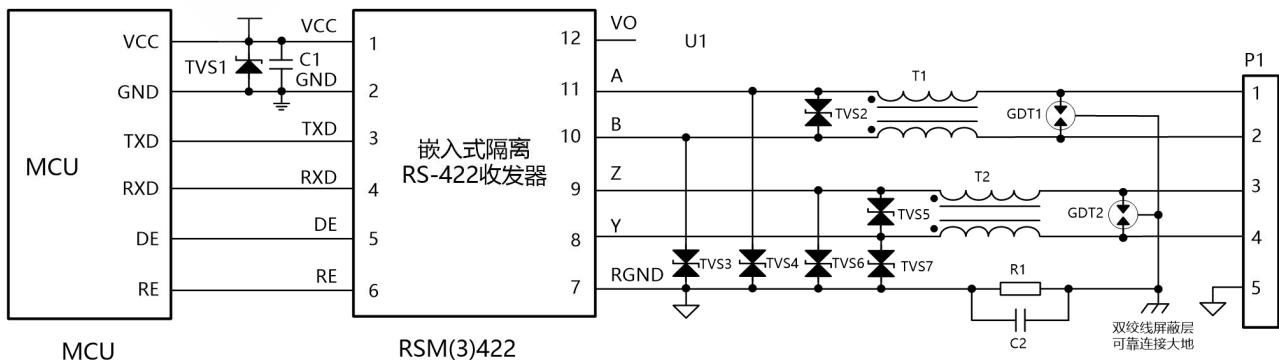 MCU
VCC
GND
TXD
RXD
DE
RE
MCU
TVS1
C1
VCC
GND
TXD
RXD
DE
RE
1
2
3
4
5
6
嵌入式隔离
RS-422收发器
12
11
10
9
8
7
RSM(3)422
VO
A
B
Z
Y
RGND
U1
TVS2
TVS3
TVS4
TVS5
TVS6
TVS7
T1
T2
GDT1
GDT2
R1
C2
双绞线屏蔽层
可靠连接大地
P1
1
2
3
4
5